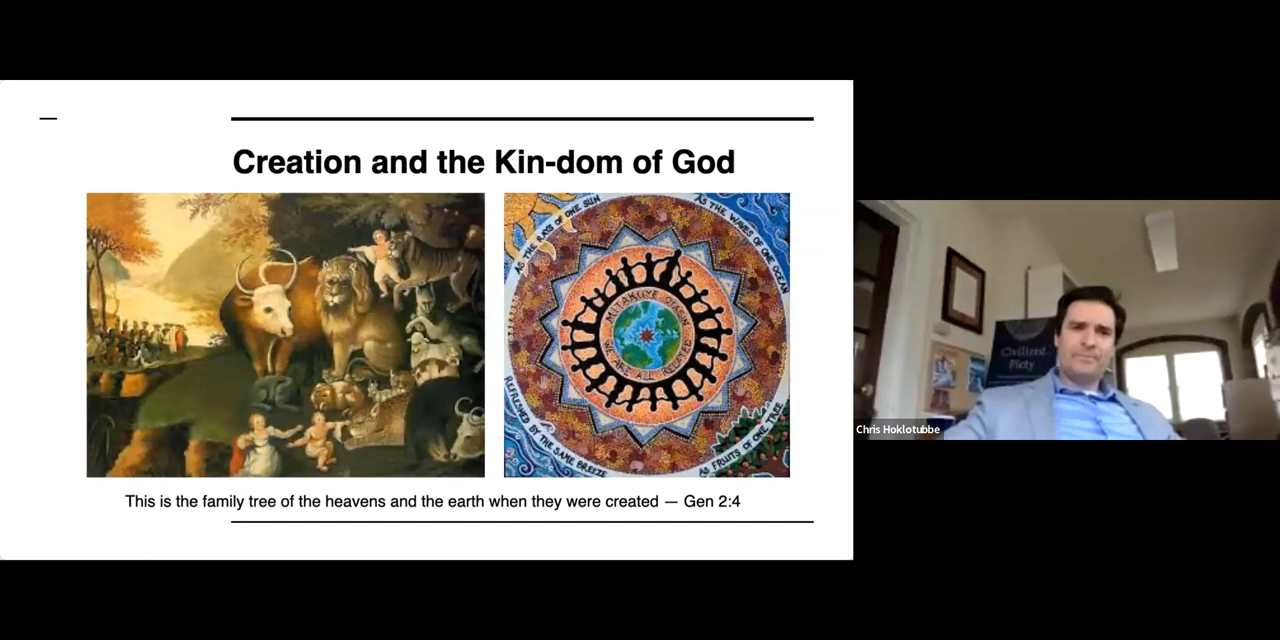 Creation and the Kin-dom of God
AS THE RAYS OF ONE SUN
AS THE WAVES OF ONE OCEAN
MITAKUYE OYASIN
WE ARE ALL RELATED
REFRESHED BY THE SAME BREEZE
AS FRUITS OF ONE TREE
This is the family tree of the heavens and the earth when they were created — Gen 2:4
Civilized
Piety
Chris Hoklotubbe